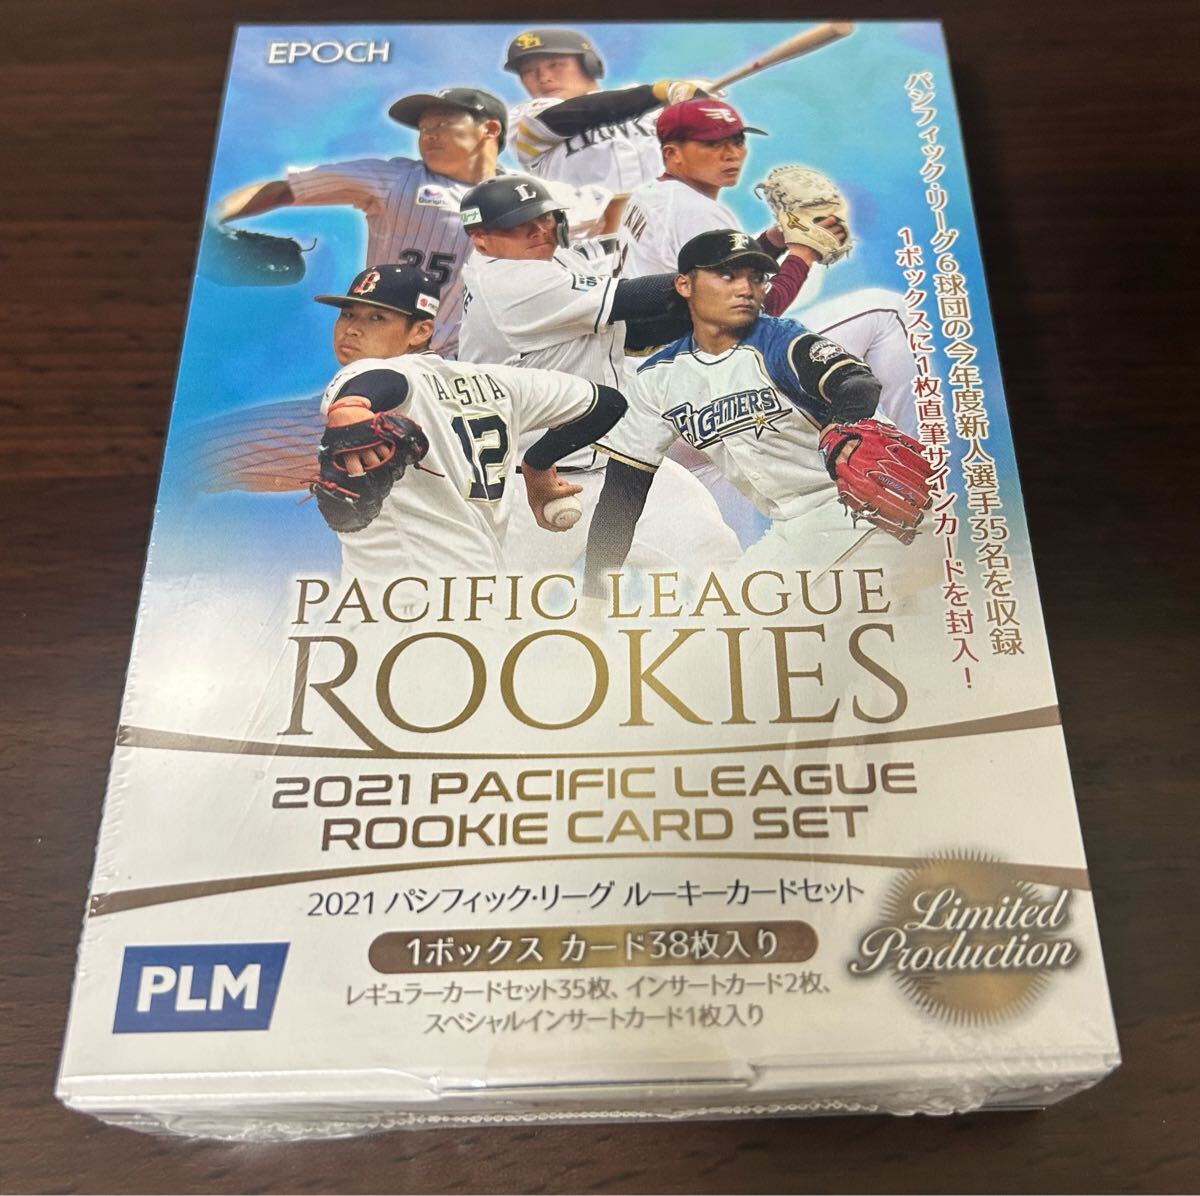 EPOCH
パシフィック・リーグ6球団の今年度新人選手35名を収録
1ボックスに1枚直筆サインカードを封入!
HAWKS
35
L
F
B
12
FIGHTERS
PACIFIC LEAGUE
ROOKIES
2021 PACIFIC LEAGUE
ROOKIE CARD SET
2021 パシフィック・リーグ ルーキーカードセット
1ボックス カード38枚入り
レギュラーカードセット35枚、インサートカード2枚、
スペシャルインサートカード1枚入り
Limited
Production
PLM